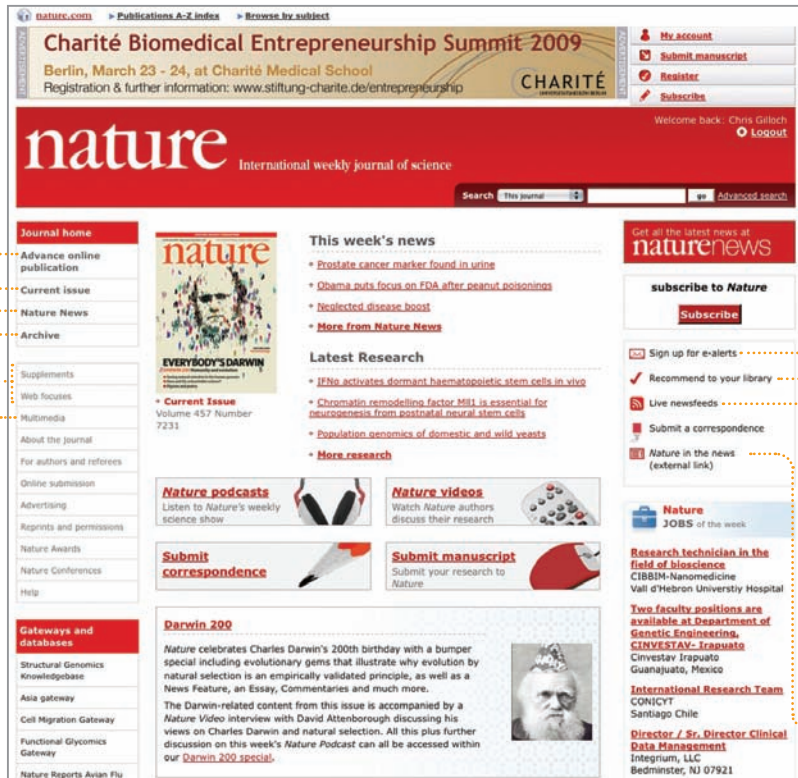 nature.com ▸ Publications A-Z index ▸ Browse by subject
ADVERTISEMENT
Charité Biomedical Entrepreneurship Summit 2009
Berlin, March 23 - 24, at Charité Medical School
Registration & further information: www.stiftung-charite.de/entrepreneurship
CHARITÉ
UNIVERSITÄTSMEDIZIN BERLIN
ADVERTISEMENT
My account
Submit manuscript
Register
Subscribe
Welcome back: Chris Gilloch
Logout
nature International weekly journal of science
Search This journal go Advanced search
Journal home
Advance online
publication
Current issue
Nature News
Archive
Supplements
Web focuses
Multimedia
About the journal
For authors and referees
Online submission
Advertising
Reprints and permissions
Nature Awards
Nature Conferences
Help
Gateways and
databases
Structural Genomics
Knowledgebase
Asia gateway
Cell Migration Gateway
Functional Glycomics
Gateway
Nature Reports Avian Flu
nature
EVERYBODY'S DARWIN
• Current Issue
Volume 457 Number
7231
This week's news
• Prostate cancer marker found in urine
• Obama puts focus on FDA after peanut poisonings
• Neglected disease boost
• More from Nature News
Latest Research
• IFNα activates dormant haematopoietic stem cells in vivo
• Chromatin remodelling factor Mll1 is essential for
neurogenesis from postnatal neural stem cells
• Population genomics of domestic and wild yeasts
• More research
Nature podcasts
Listen to Nature's weekly
science show
Nature videos
Watch Nature authors
discuss their research
Submit
correspondence
Submit manuscript
Submit your research to
Nature
Darwin 200
Nature celebrates Charles Darwin's 200th birthday with a bumper
special including evolutionary gems that illustrate why evolution by
natural selection is an empirically validated principle, as well as a
News Feature, an Essay, Commentaries and much more.
The Darwin-related content from this issue is accompanied by a
Nature Video interview with David Attenborough discussing his
views on Charles Darwin and natural selection. All this plus further
discussion on this week's Nature Podcast can all be accessed within
our Darwin 200 special.
Get all the latest news at
naturenews
subscribe to Nature
Subscribe
Sign up for e-alerts
Recommend to your library
Live newsfeeds
Submit a correspondence
Nature in the news
(external link)
Nature
JOBS of the week
Research technician in the
field of bioscience
CIBBIM-Nanomedicine
Vall d'Hebron Universtiy Hospital
Two faculty positions are
available at Department of
Genetic Engineering,
CINVESTAV- Irapuato
Cinvestav Irapuato
Guanajuato, Mexico
International Research Team
CONICYT
Santiago Chile
Director / Sr. Director Clinical
Data Management
Integrium, LLC
Bedminster, NJ 07921